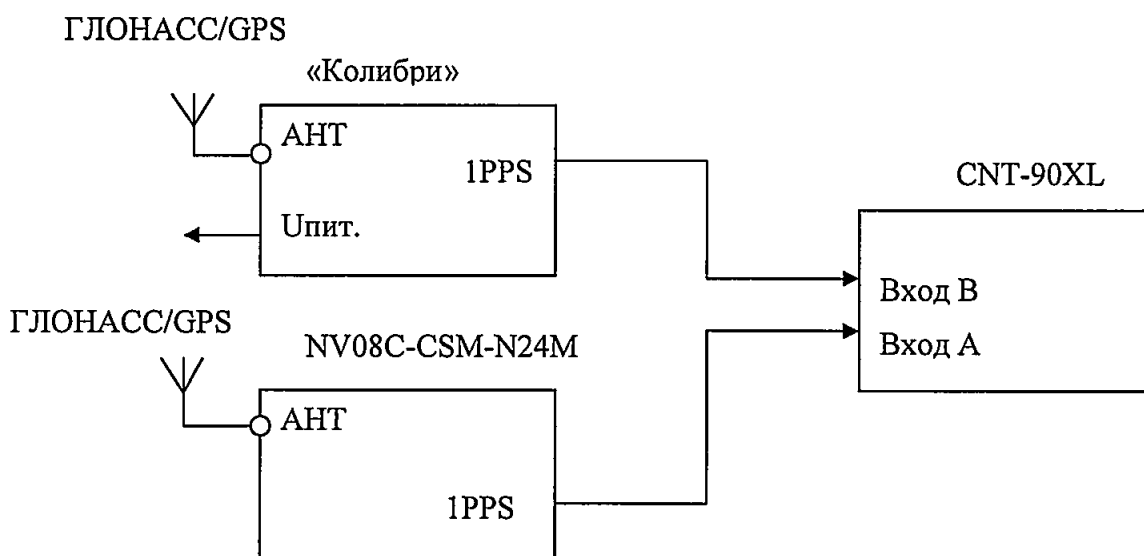 ГЛОНАСС/GPS
«Колибри»
АНТ
1PPS
CNT-90XL
Uпит.
Вход В
ГЛОНАСС/GPS
NV08C-CSM-N24M
Вход А
АНТ
1PPS